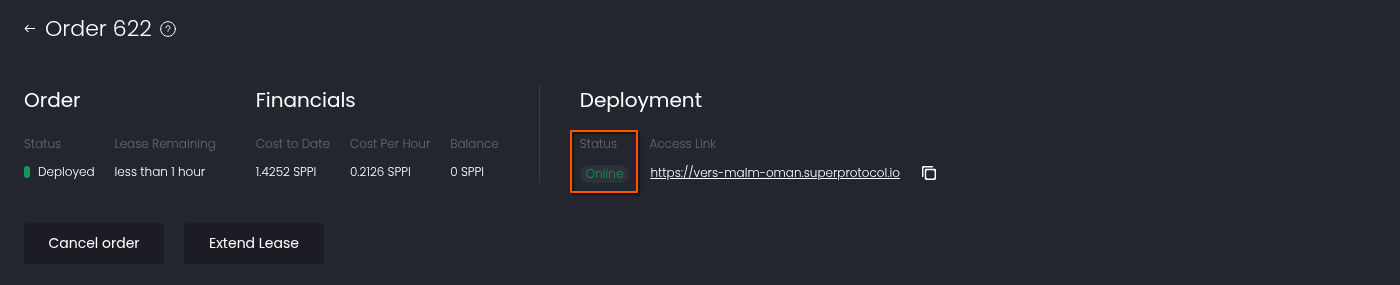 ← Order 622 ?
Order
Financials
Deployment
Status Lease Remaining Cost to Date Cost Per Hour Balance Status Access Link
Deployed less than 1 hour 1.4252 SPPI 0.2126 SPPI 0 SPPI Online https://vers-malm-oman.superprotocol.io
Cancel order Extend Lease